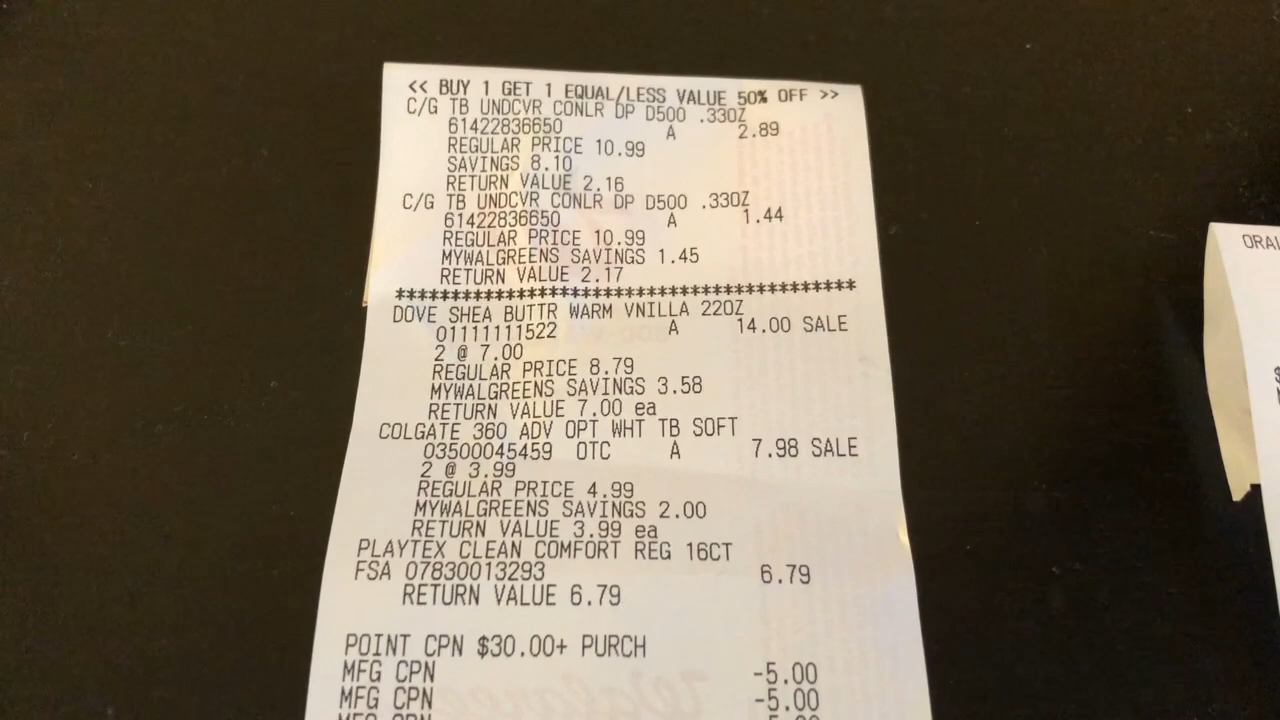 << BUY 1 GET 1 EQUAL/LESS VALUE 50% OFF >>
C/G TB UNDCVR CONLR DP D500 .33OZ
61422836650 A 2.89
REGULAR PRICE 10.99
SAVINGS 8.10
RETURN VALUE 2.16
C/G TB UNDCVR CONLR DP D500 .33OZ
61422836650 A 1.44
REGULAR PRICE 10.99
MYWALGREENS SAVINGS 1.45
RETURN VALUE 2.17
******************************************
DOVE SHEA BUTTR WARM VNILLA 22OZ
01111111522 A 14.00 SALE
2 @ 7.00
REGULAR PRICE 8.79
MYWALGREENS SAVINGS 3.58
RETURN VALUE 7.00 ea
COLGATE 360 ADV OPT WHT TB SOFT
03500045459 OTC A 7.98 SALE
2 @ 3.99
REGULAR PRICE 4.99
MYWALGREENS SAVINGS 2.00
RETURN VALUE 3.99 ea
PLAYTEX CLEAN COMFORT REG 16CT
FSA 07830013293 6.79
RETURN VALUE 6.79
POINT CPN $30.00+ PURCH
MFG CPN -5.00
MFG CPN -5.00
MFG CPN